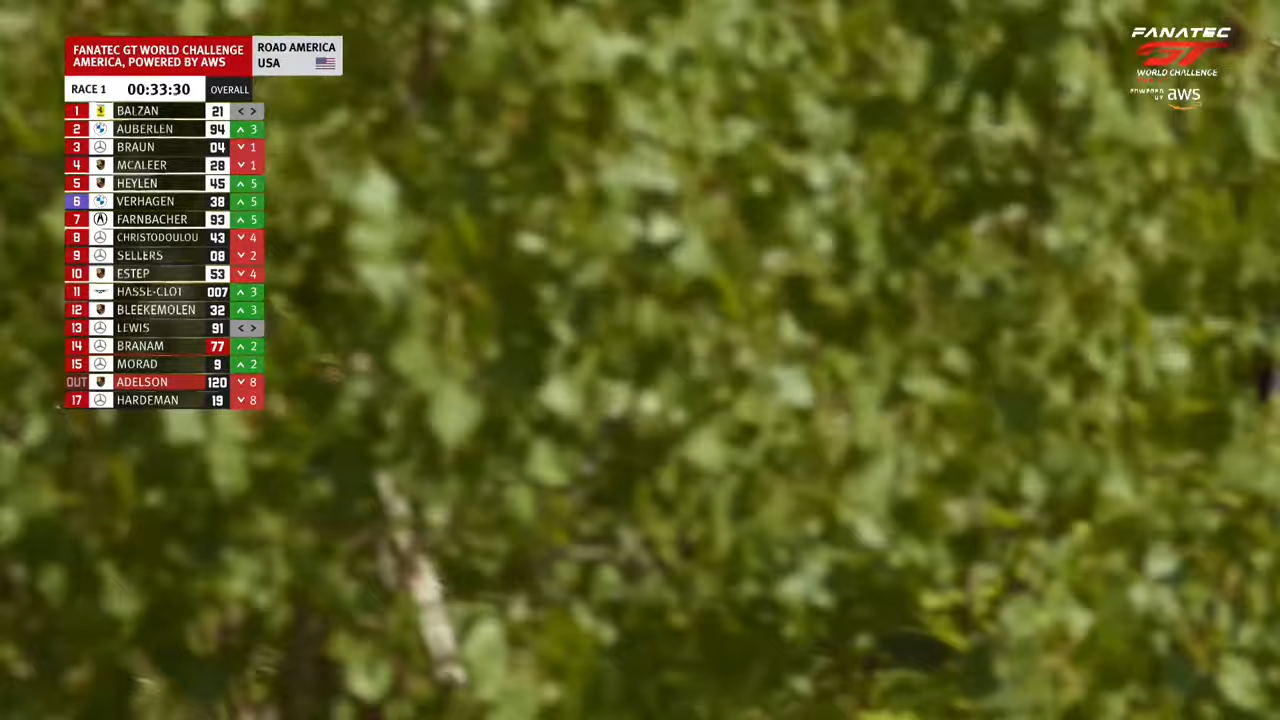 FANATEC GT WORLD CHALLENGE
AMERICA, POWERED BY AWS
ROAD AMERICA
USA
RACE 1 00:33:30 OVERALL
1 BALZAN 21 < >
2 AUBERLEN 94 3
3 BRAUN 04 1
4 MCALEER 28 1
5 HEYLEN 45 5
6 VERHAGEN 38 5
7 FARNBACHER 93 5
8 CHRISTODOULOU 43 4
9 SELLERS 08 2
10 ESTEP 53 4
11 HASSE-CLOT 007 3
12 BLEEKEMOLEN 32 3
13 LEWIS 91 < >
14 BRANAM 77 2
15 MORAD 9 2
OUT ADELSON 120 8
17 HARDEMAN 19 8
FANATEC
GT
WORLD CHALLENGE
POWERED BY aws